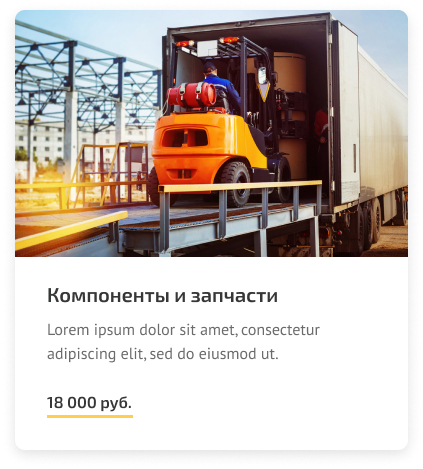 Компоненты и запчасти
Lorem ipsum dolor sit amet, consectetur
adipiscing elit, sed do eiusmod ut.
18 000 руб.